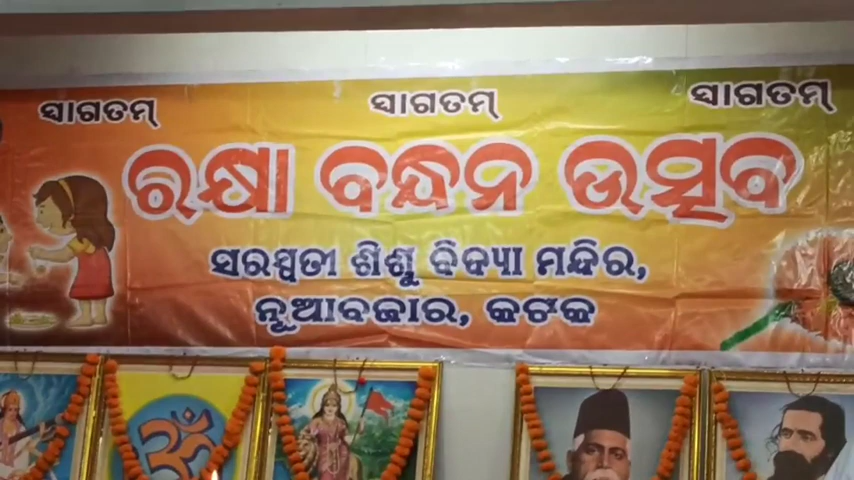 ସାଗତମ୍ ସାଗତମ୍ ସାଗତମ୍
ରକ୍ଷା ବନ୍ଧନ ଉତ୍ସବ
ସରସ୍ୱତୀ ଶିଶୁ ବିଦ୍ୟା ମନ୍ଦିର,
ନୂଆବଜାର, କଟକ
ॐ